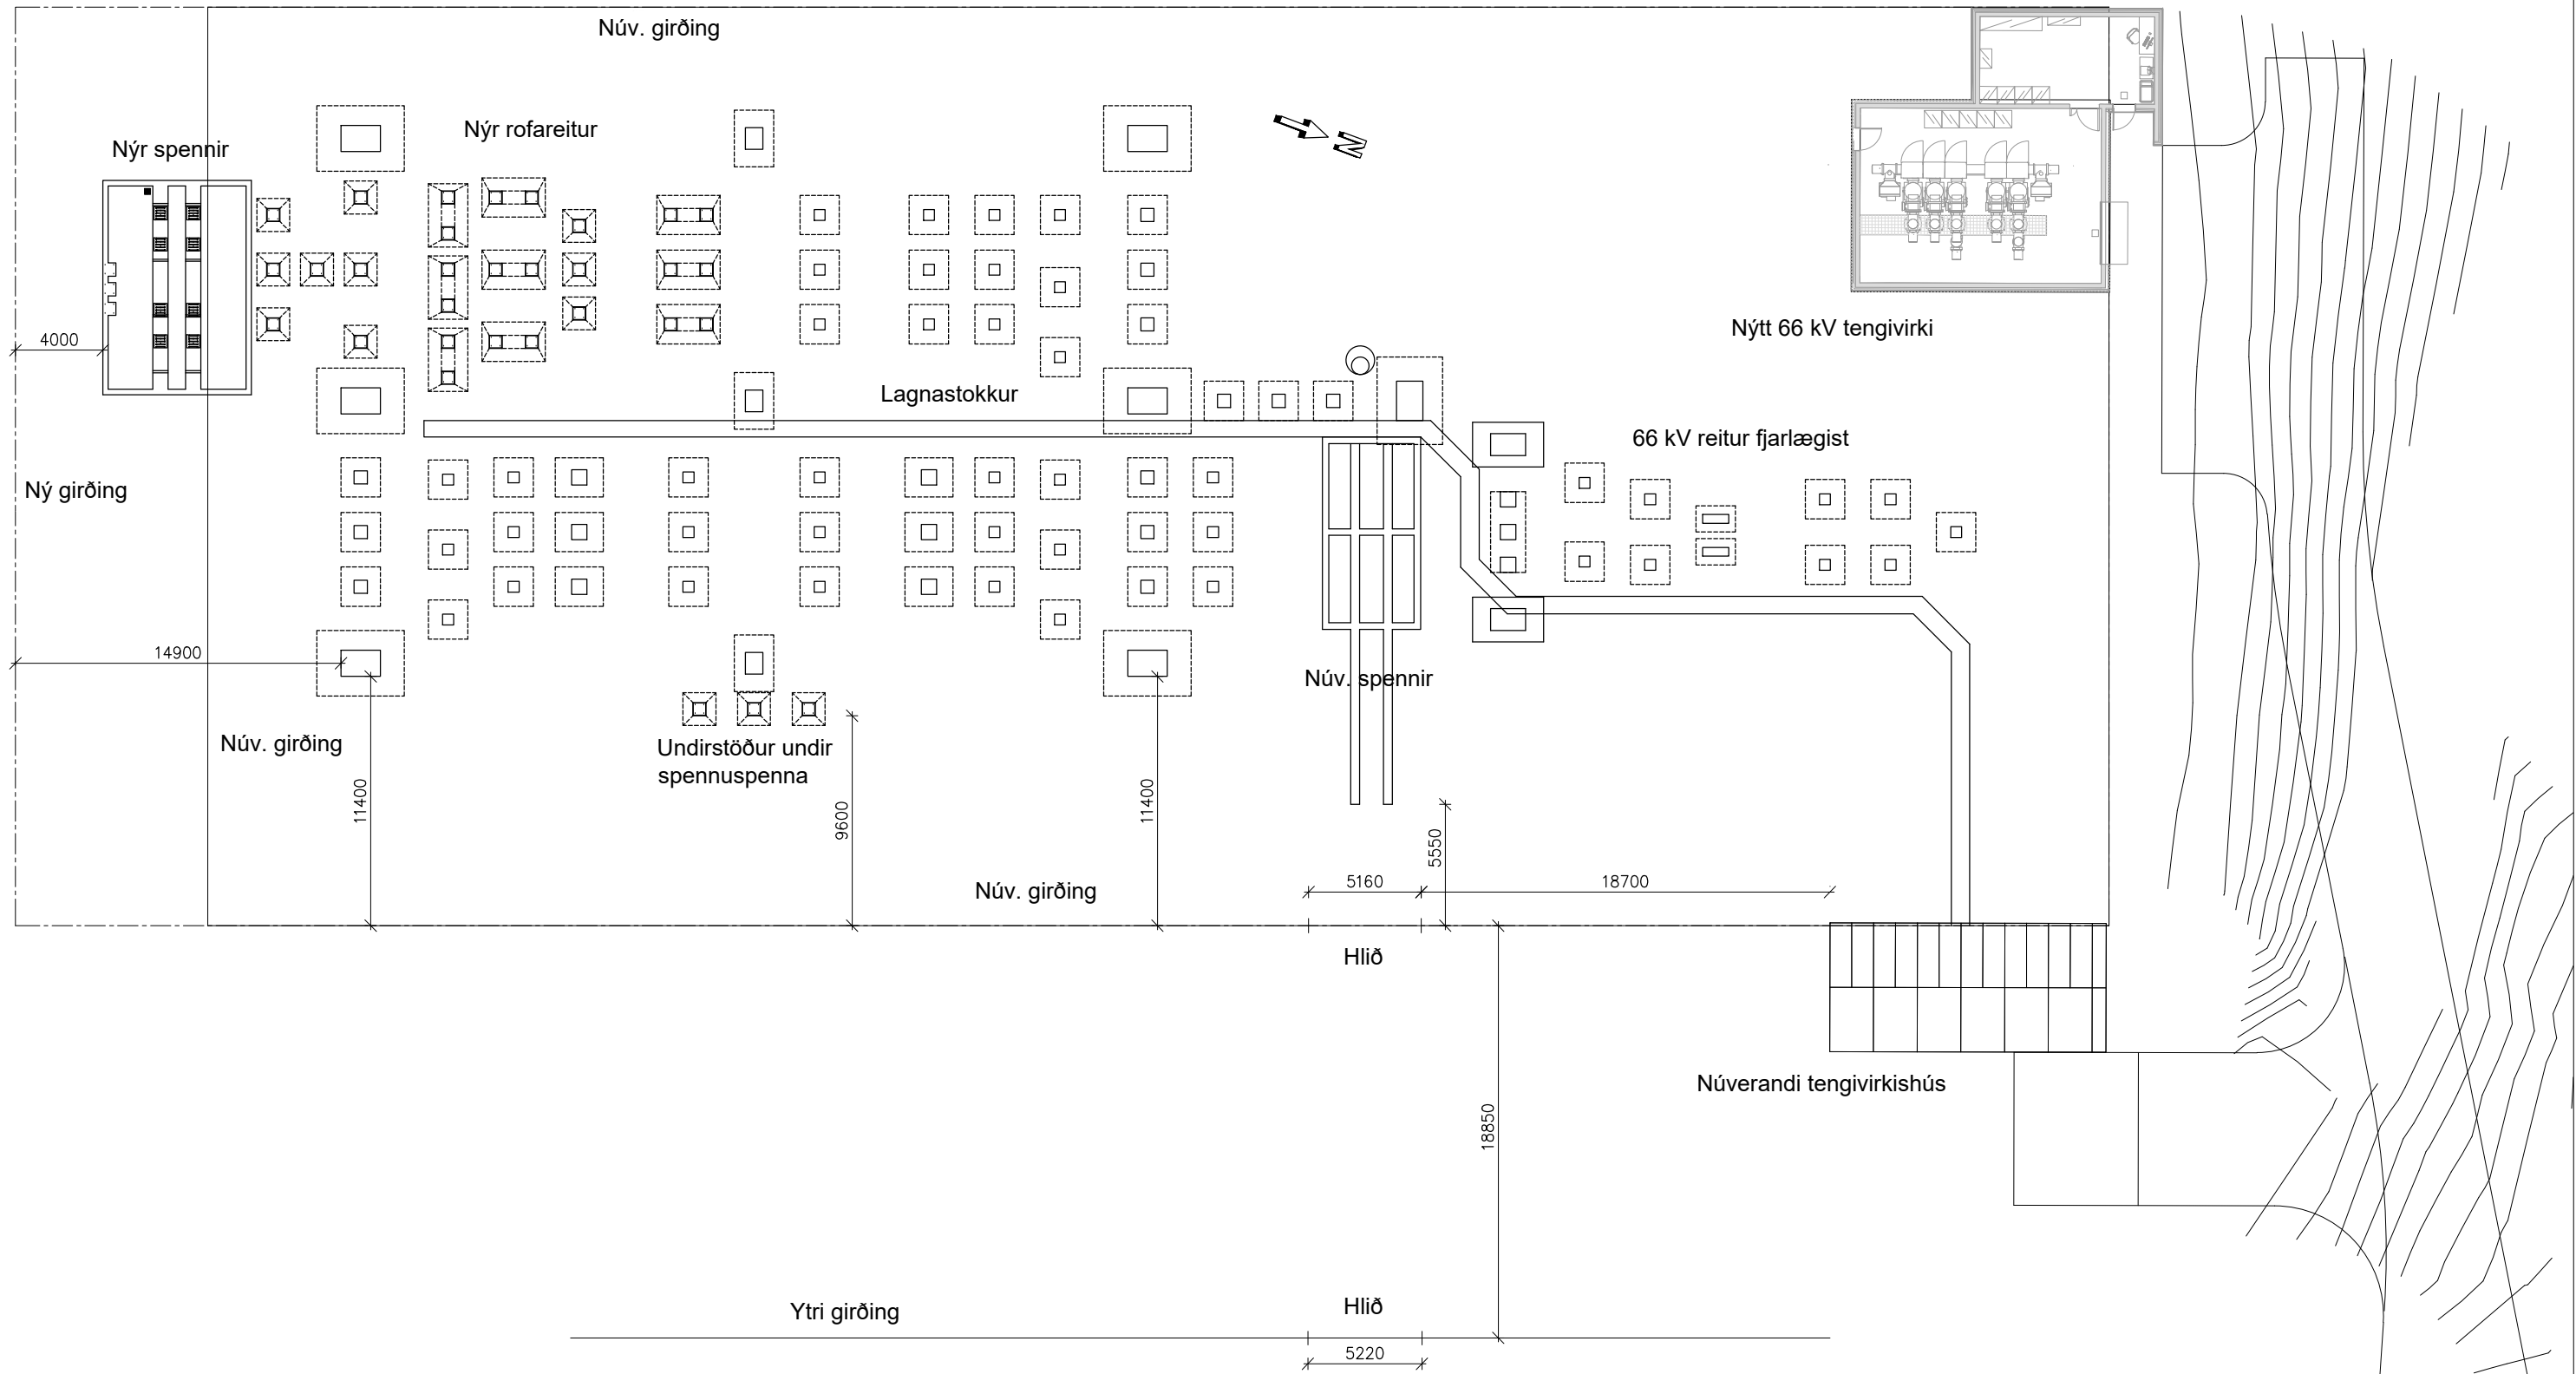 Núv. girðing
Nýr rofareitur
Nýr spennir
N
Nýtt 66 kV tengivirki
4000
Lagnastokkur
66 kV reitur fjarlægist
Ný girðing
14900
Núv. spennir
Núv. girðing
Undirstöður undir
spennuspenna
11400
9600
11400
5550
Núv. girðing
5160
18700
Hlið
Núverandi tengivirkishús
18850
Ytri girðing
Hlið
5220